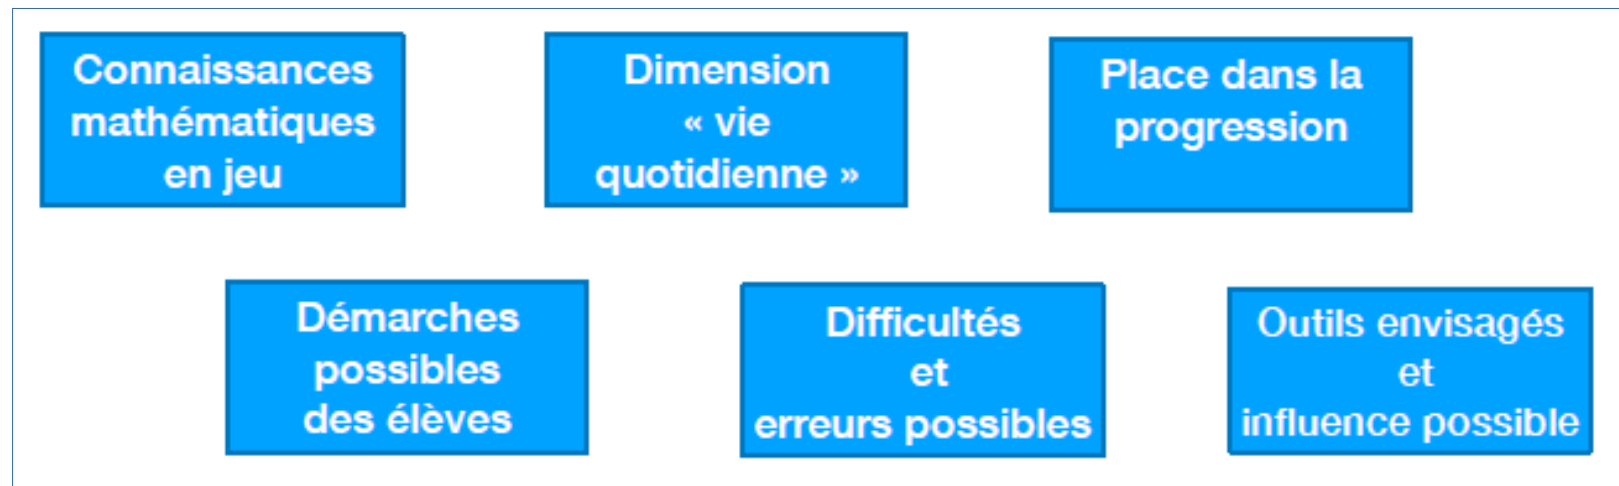 Connaissances
mathématiques
en jeu
Dimension
« vie
quotidienne »
Place dans la
progression
Démarches
possibles
des élèves
Difficultés
et
erreurs possibles
Outils envisagés
et
influence possible